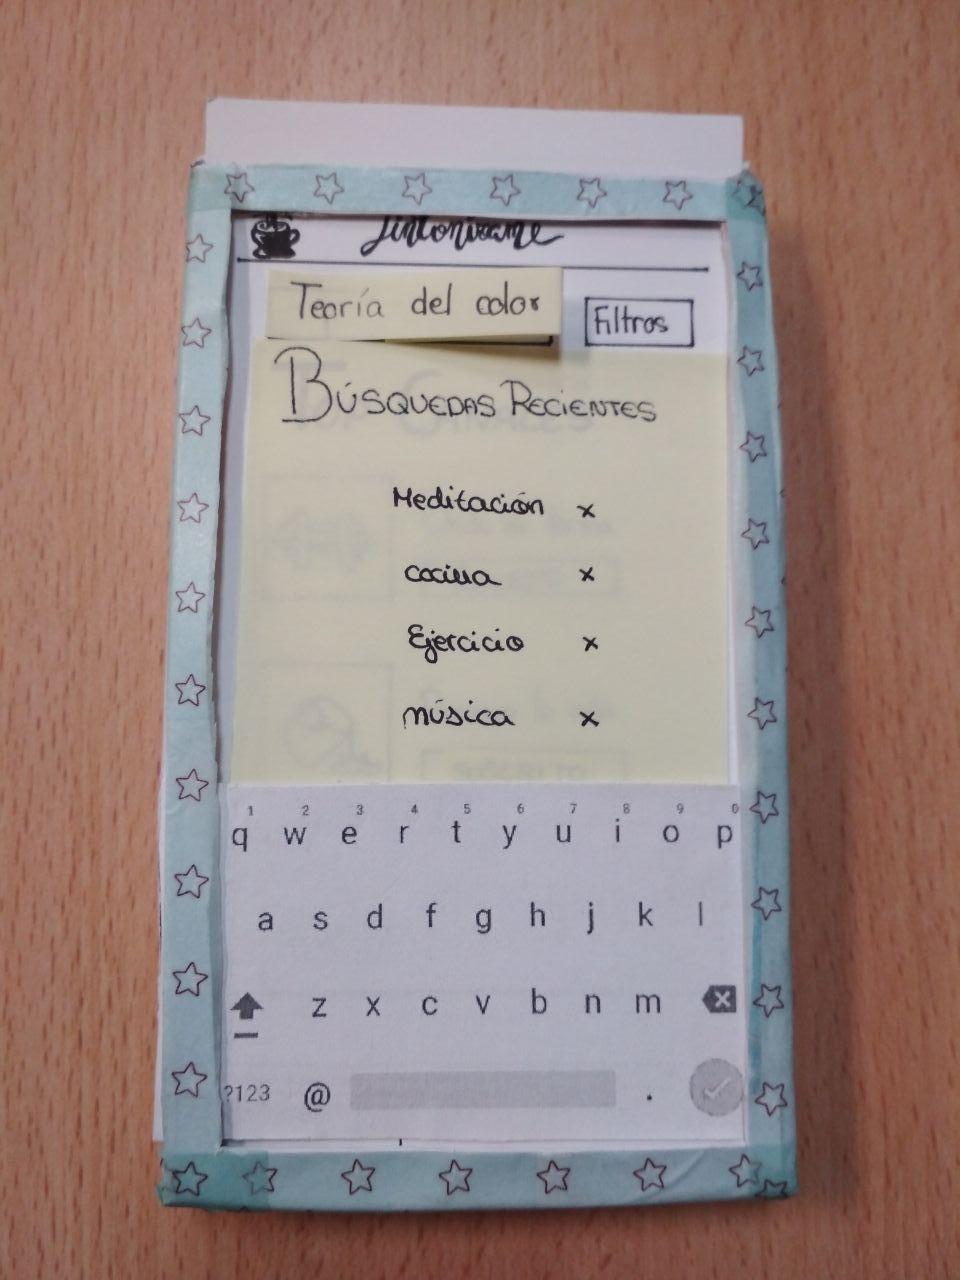 Sintonízame
Teoría del color
Filtros
BÚSQUEDAS RECIENTES
Meditación x
cocina x
Ejercicio x
música x
1 2 3 4 5 6 7 8 9 0
q w e r t y u i o p
a s d f g h j k l
z x c v b n m
?123 @ .